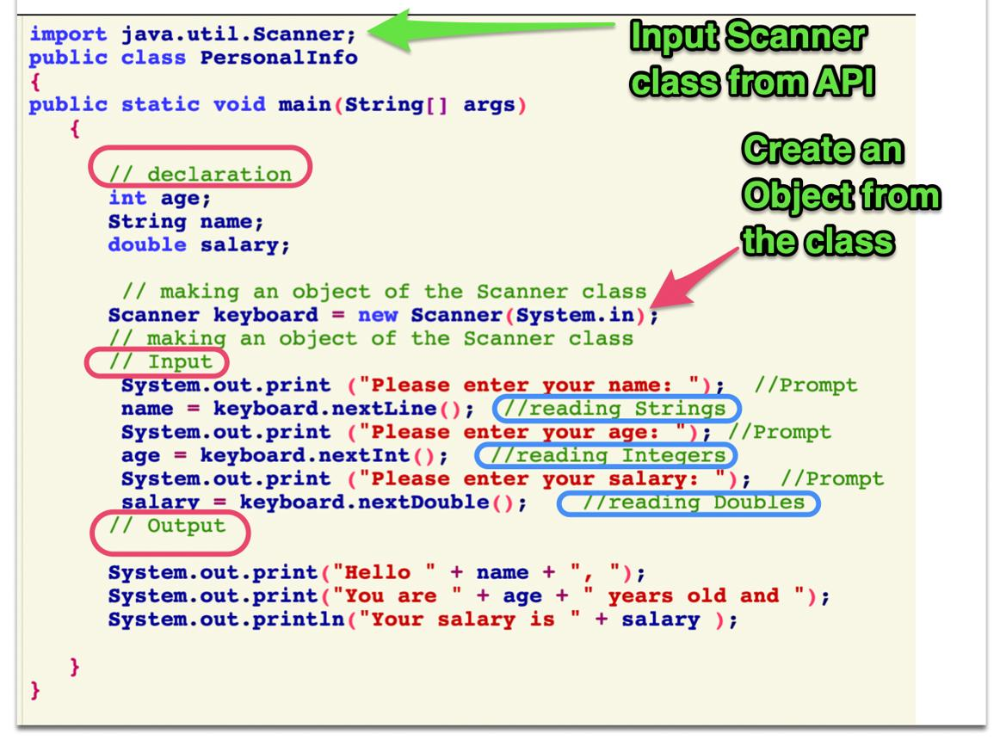 import java.util.Scanner;
public class PersonalInfo
{
public static void main(String[] args)
{
// declaration
int age;
String name;
double salary;
// making an object of the Scanner class
Scanner keyboard = new Scanner(System.in);
// making an object of the Scanner class
// Input
System.out.print ("Please enter your name: "); //Prompt
name = keyboard.nextLine(); //reading Strings
System.out.print ("Please enter your age: "); //Prompt
age = keyboard.nextInt(); //reading Integers
System.out.print ("Please enter your salary: "); //Prompt
salary = keyboard.nextDouble(); //reading Doubles
// Output
System.out.print("Hello " + name + ", ");
System.out.print("You are " + age + " years old and ");
System.out.println("Your salary is " + salary );
}
}
Input Scanner
class from API
Create an
Object from
the class